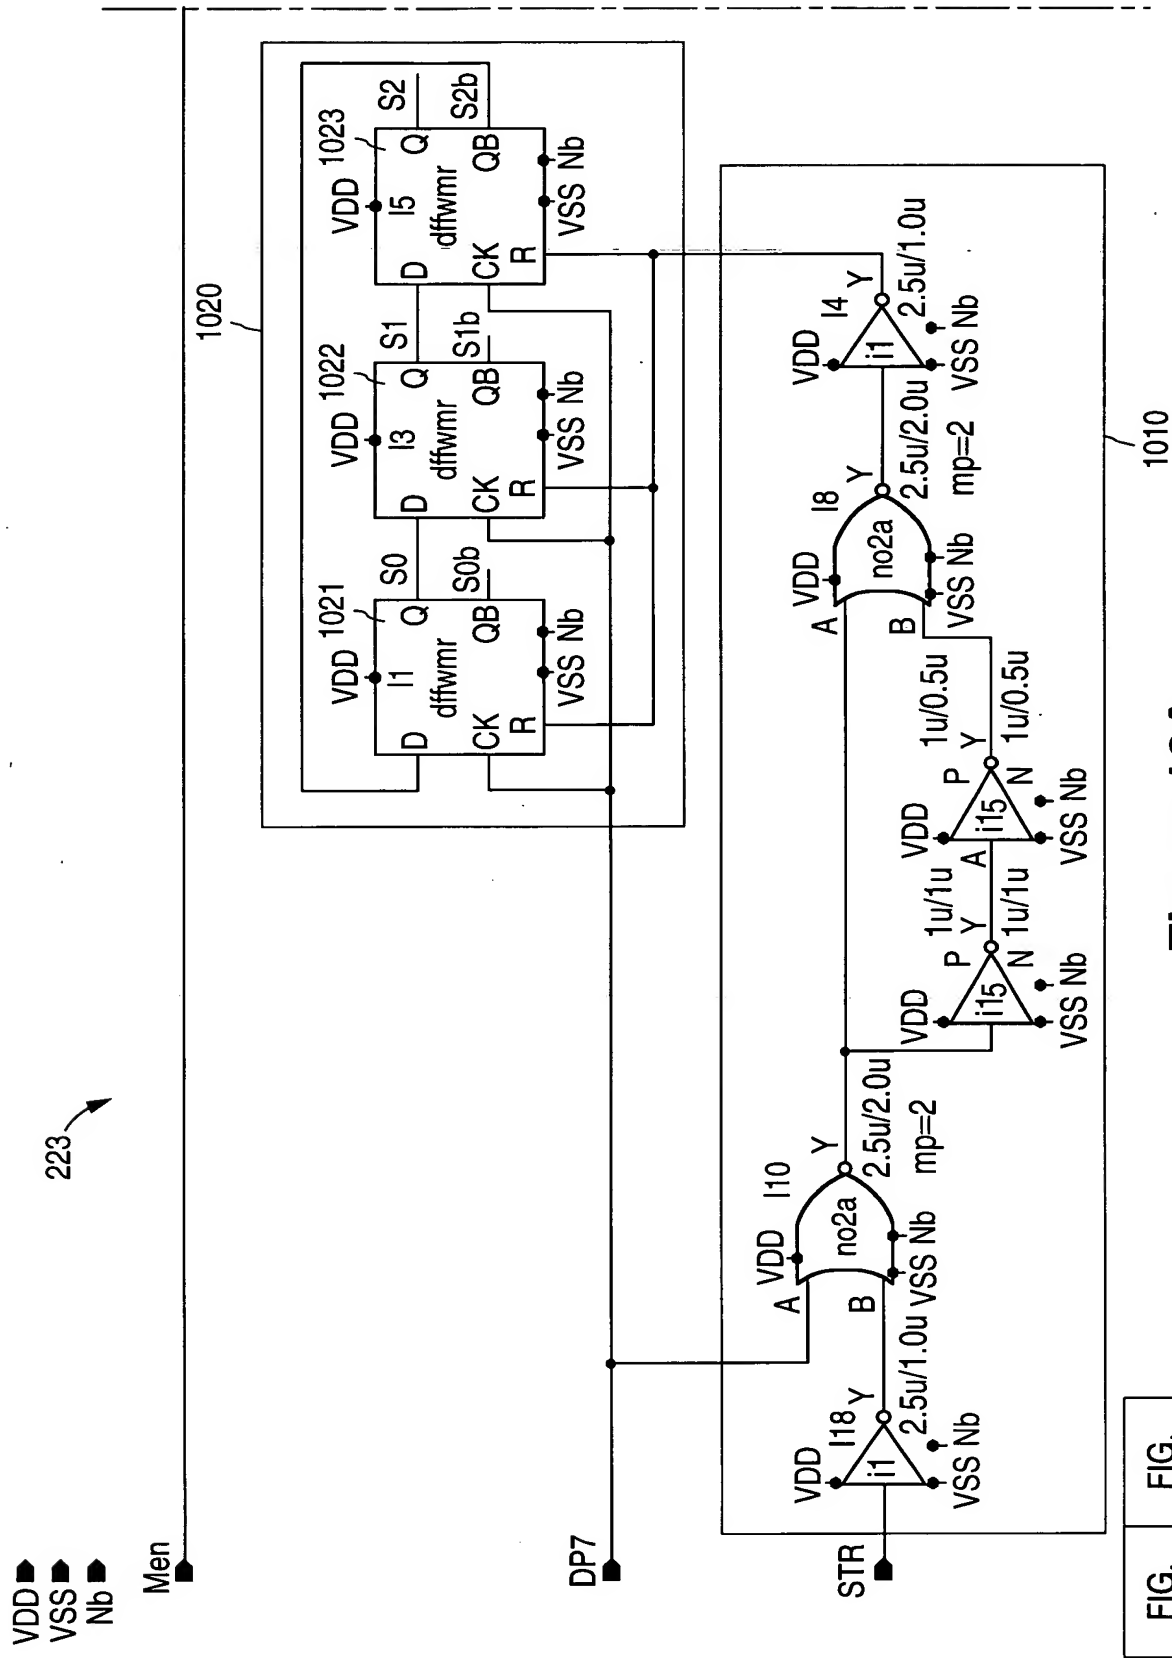 VDD
VSS
Nb
Men
223
1020
VDD
1021
I1
D
Q
S0
dffwmr
CK
QB
S0b
R
VSS Nb
VDD
1022
I3
D
Q
S1
dffwmr
CK
QB
S1b
R
VSS Nb
VDD
1023
I5
D
Q
S2
dffwmr
CK
QB
S2b
R
VSS Nb
DP7
STR
VDD
I18
i1
Y
2.5u/1.0u
VSS Nb
VDD
I10
A
B
no2a
Y
2.5u/2.0u
mp=2
VSS Nb
VDD
P
1u/1u
i15
Y
N
1u/1u
VSS Nb
VDD
P
1u/0.5u
A
i15
Y
N
1u/0.5u
VSS Nb
VDD
I8
A
B
no2a
Y
2.5u/2.0u
mp=2
VSS Nb
VDD
I4
i1
Y
2.5u/1.0u
VSS Nb
1010
FIG.
FIG.